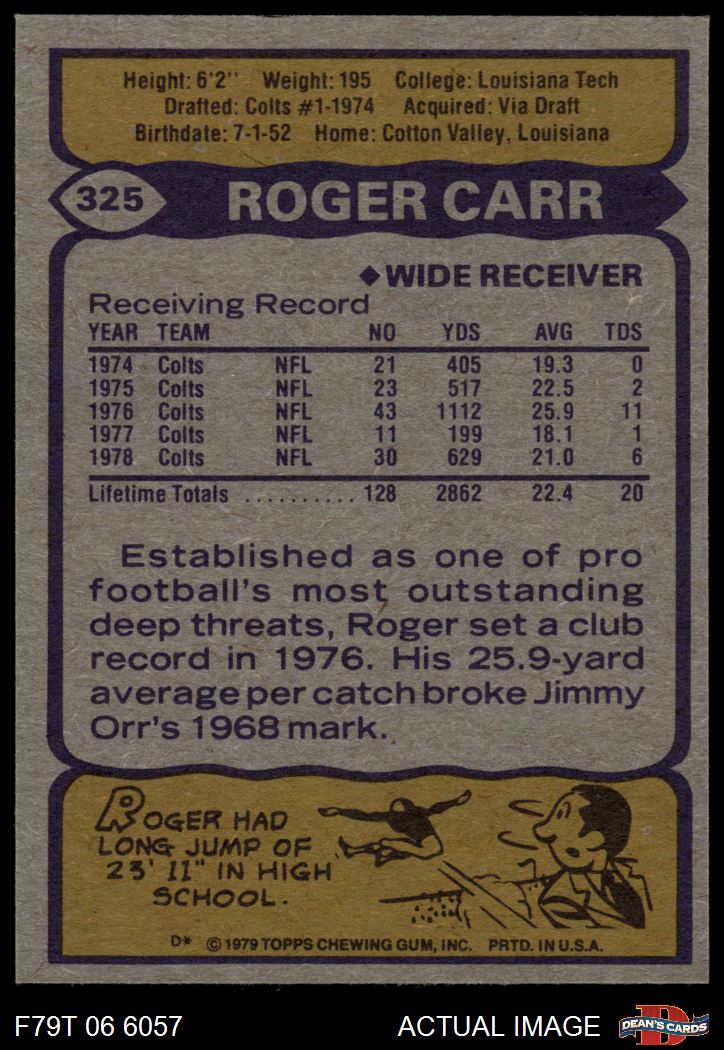 Height: 6'2" Weight: 195 College: Louisiana Tech
Drafted: Colts #1-1974 Acquired: Via Draft
Birthdate: 7-1-52 Home: Cotton Valley, Louisiana
325 ROGER CARR
◆WIDE RECEIVER
Receiving Record
YEAR TEAM NO YDS AVG TDS
1974 Colts NFL 21 405 19.3 0
1975 Colts NFL 23 517 22.5 2
1976 Colts NFL 43 1112 25.9 11
1977 Colts NFL 11 199 18.1 1
1978 Colts NFL 30 629 21.0 6
Lifetime Totals .......... 128 2862 22.4 20
Established as one of pro
football's most outstanding
deep threats, Roger set a club
record in 1976. His 25.9-yard
average per catch broke Jimmy
Orr's 1968 mark.
ROGER HAD
LONG JUMP OF
23' 11" IN HIGH
SCHOOL.
D* © 1979 TOPPS CHEWING GUM, INC. PRTD. IN U.S.A.
F79T 06 6057 ACTUAL IMAGE D DEAN'S CARDS